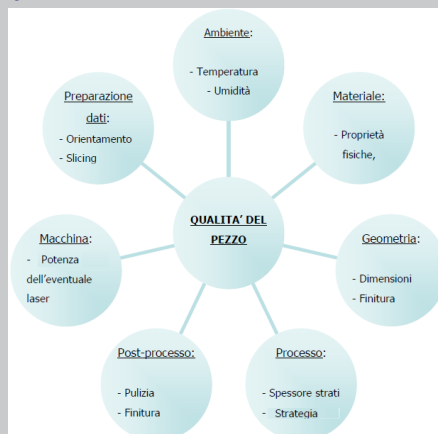 Ambiente:
- Temperatura
- Umidità
Preparazione
dati:
- Orientamento
- Slicing
Materiale:
- Proprietà
fisiche,
QUALITA' DEL
PEZZO
Macchina:
- Potenza
dell'eventuale
laser
Geometria:
- Dimensioni
- Finitura
Post-processo:
- Pulizia
- Finitura
Processo:
- Spessore strati
- Strategia